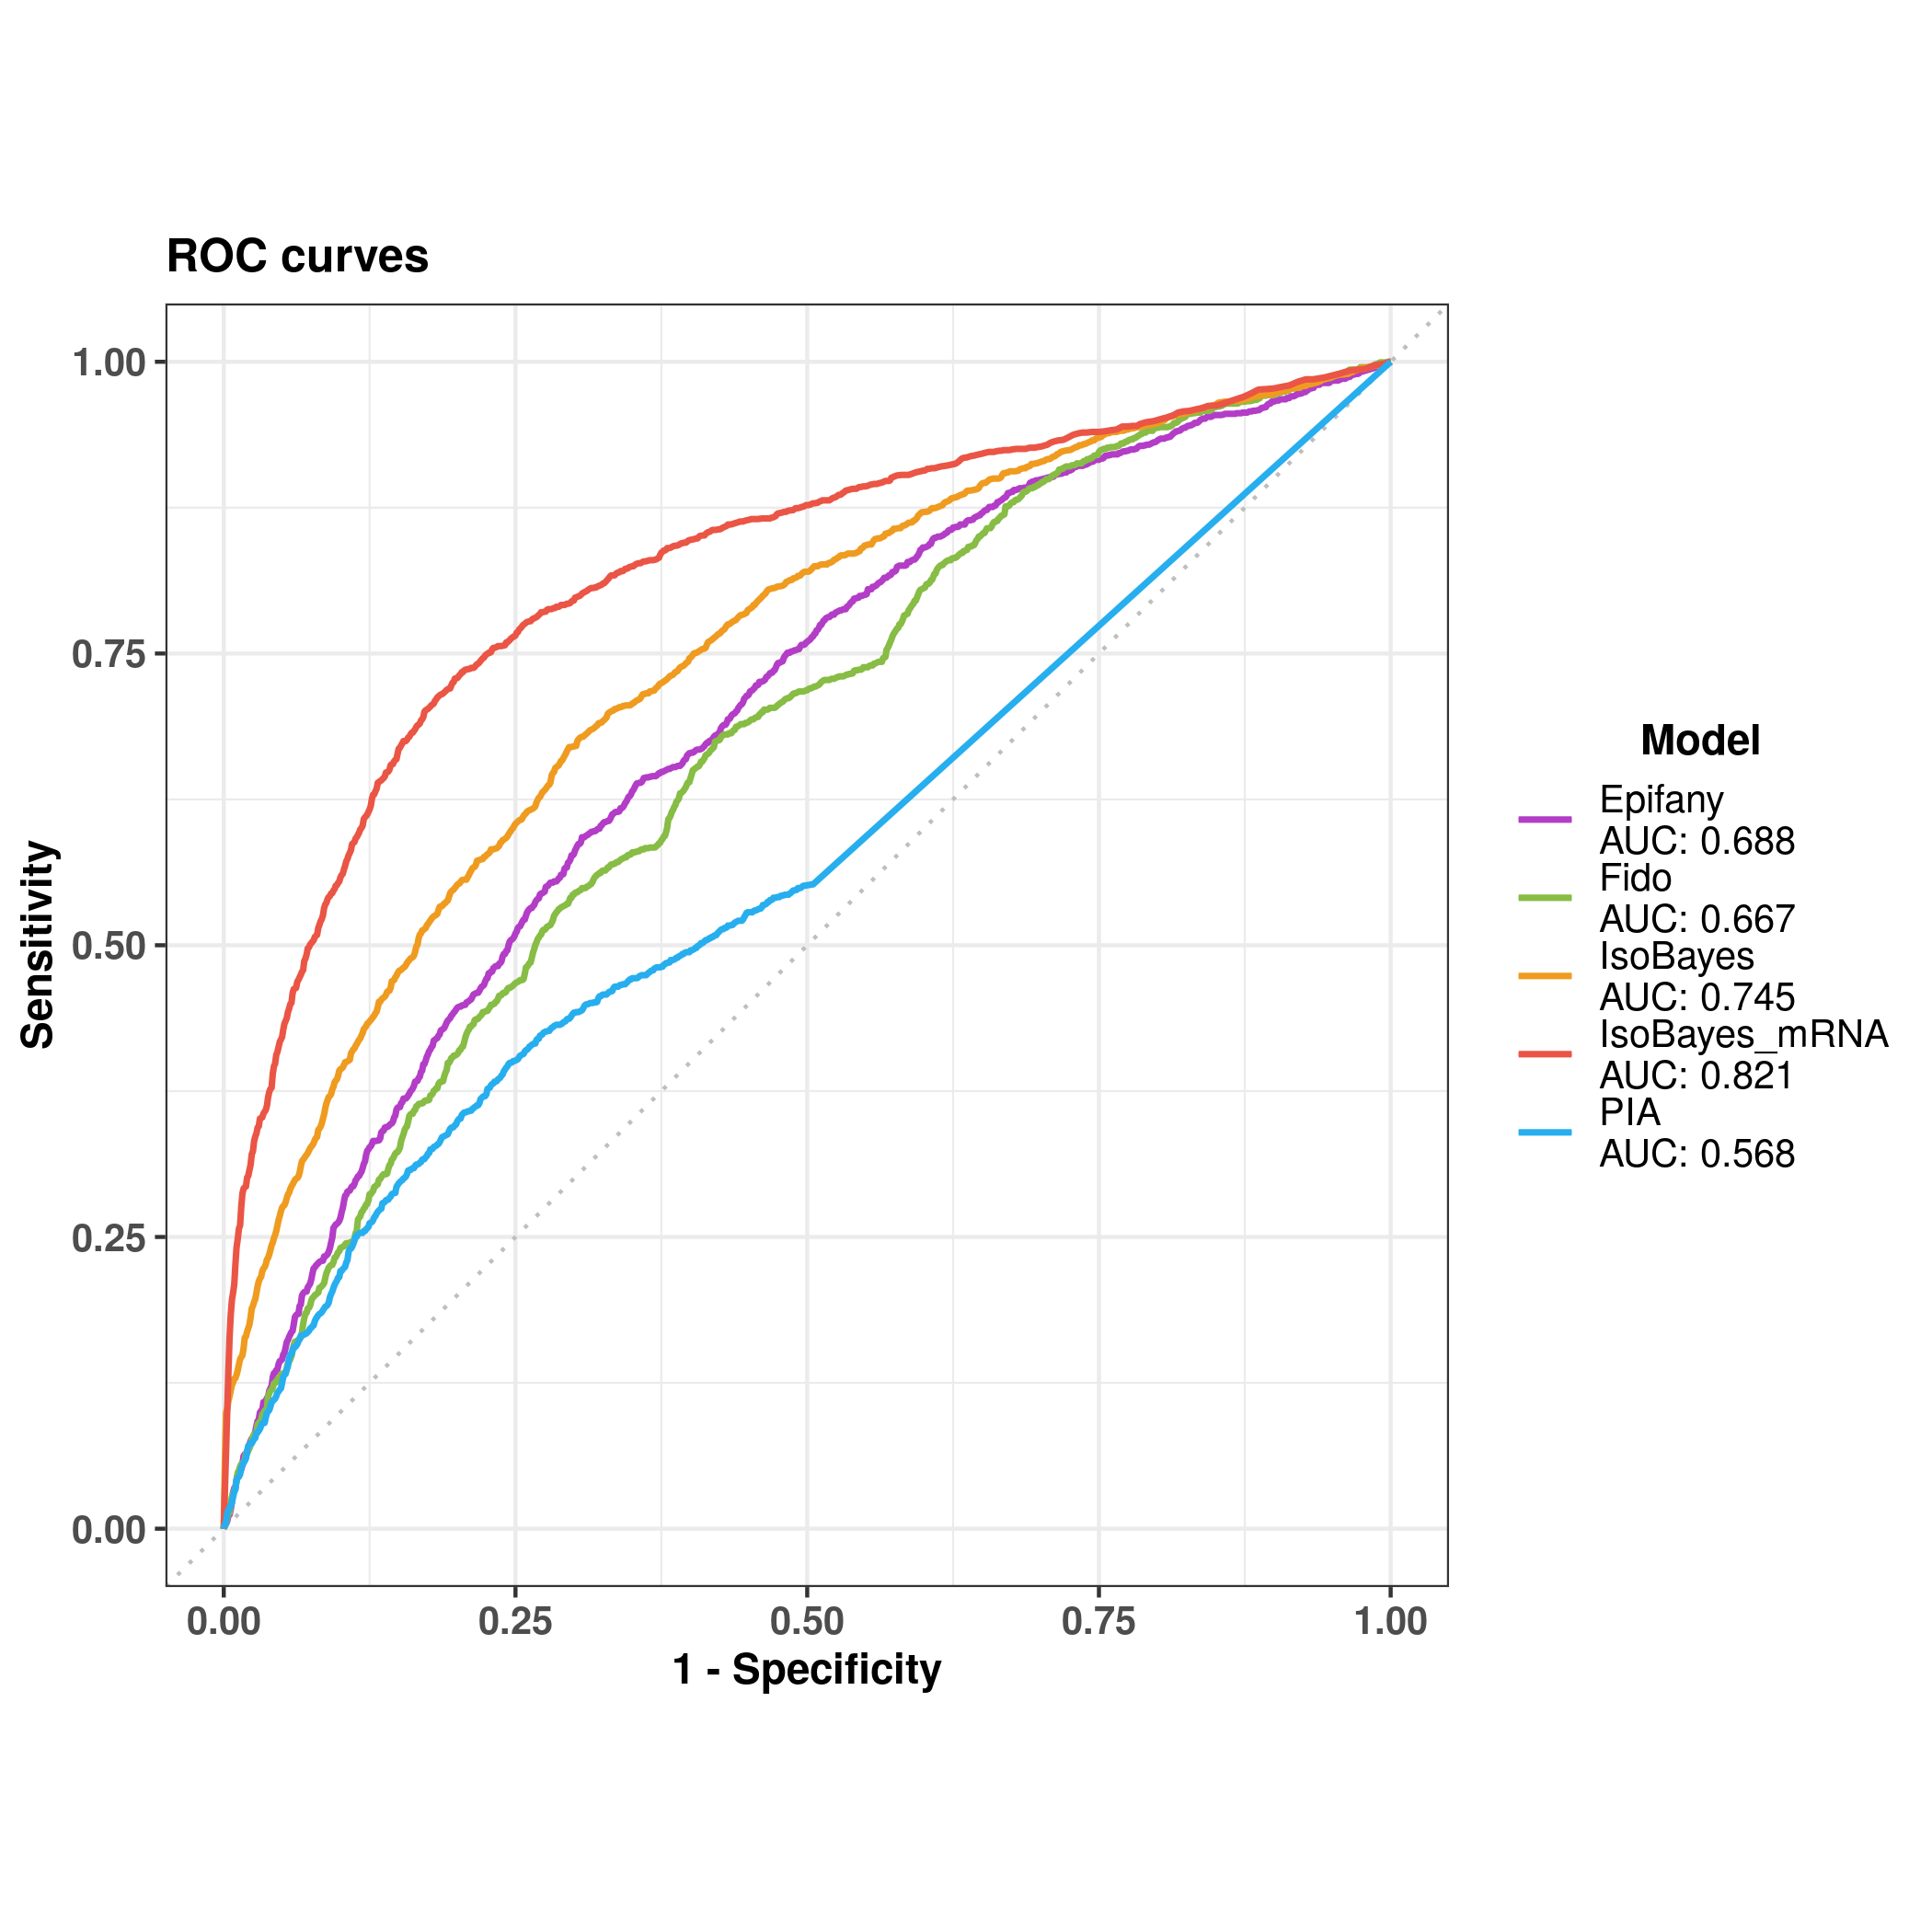 ROC curves
1.00
0.75
0.50
0.25
0.00
Sensitivity
0.00 0.25 0.50 0.75 1.00
1 - Specificity
Model
Epifany
AUC: 0.688
Fido
AUC: 0.667
IsoBayes
AUC: 0.745
IsoBayes_mRNA
AUC: 0.821
PIA
AUC: 0.568